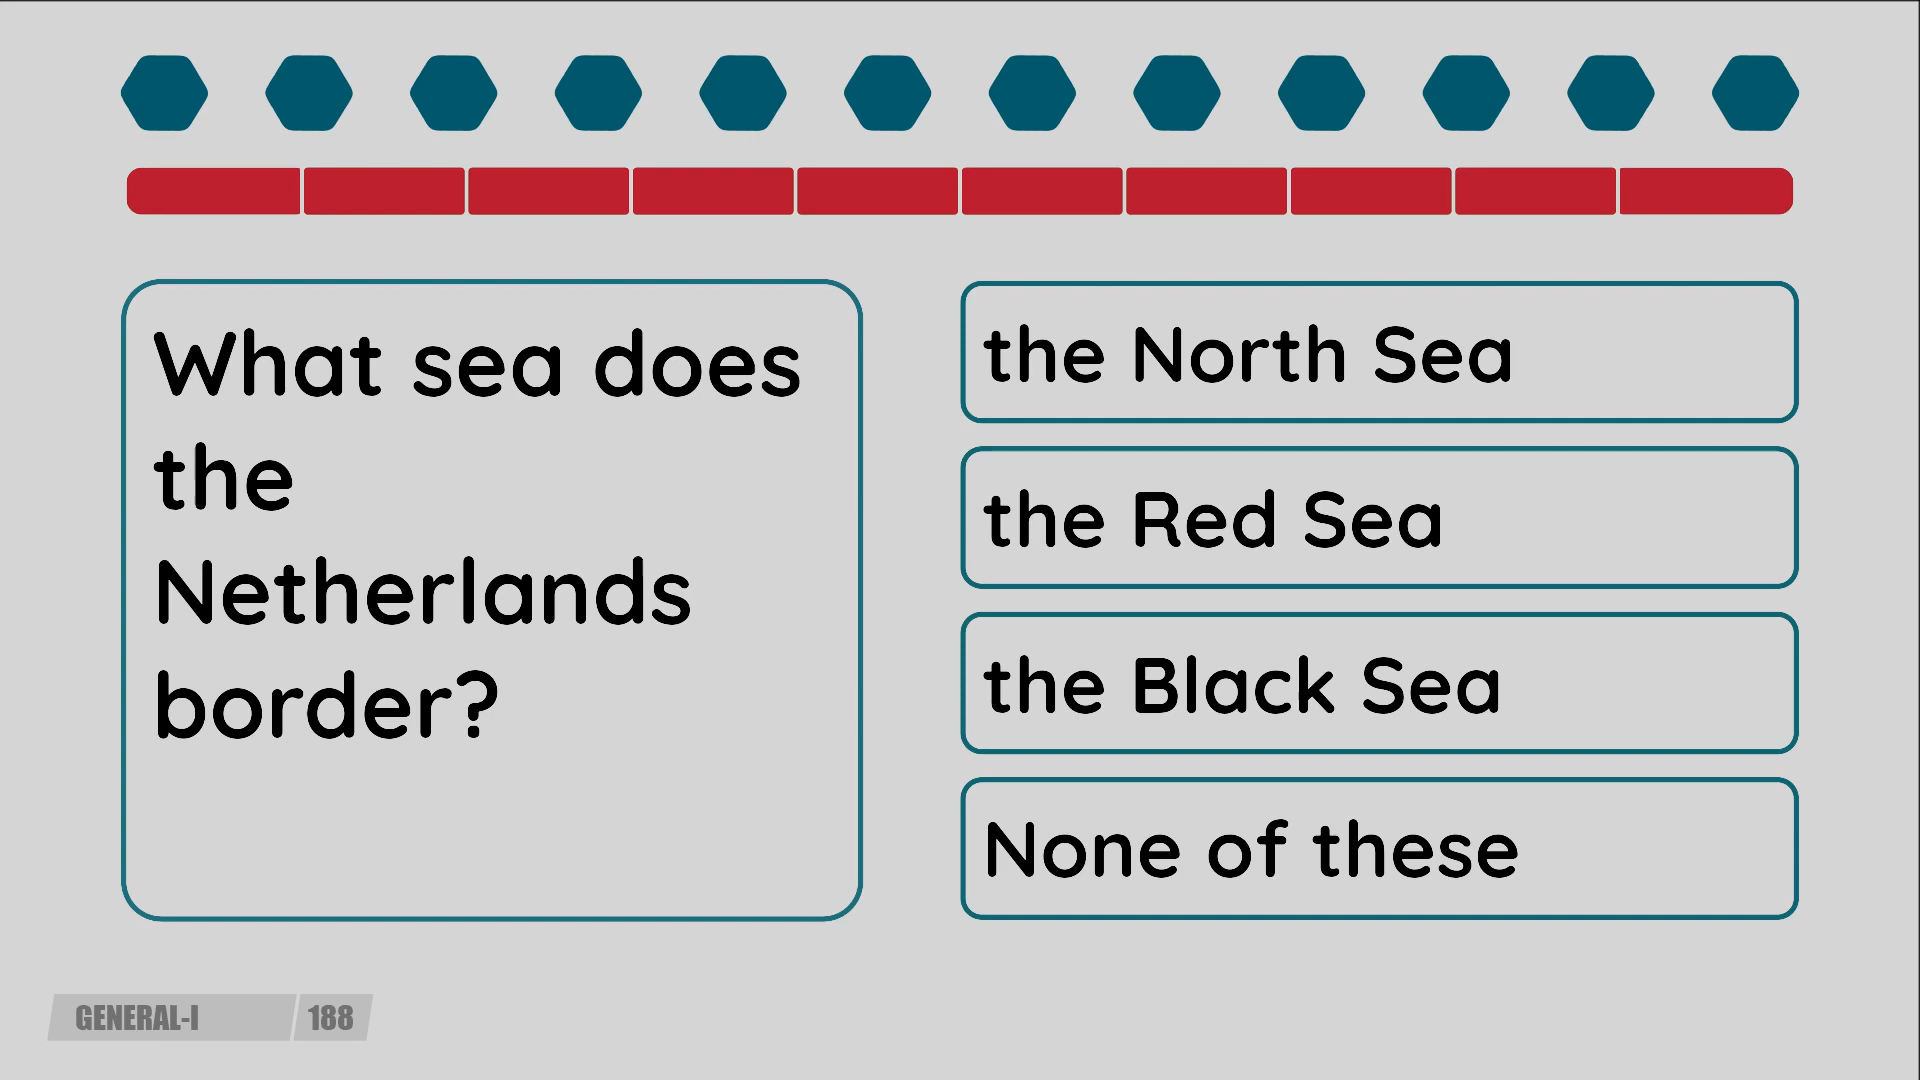 What sea does
the
Netherlands
border?
the North Sea
the Red Sea
the Black Sea
None of these
GENERAL-I 188